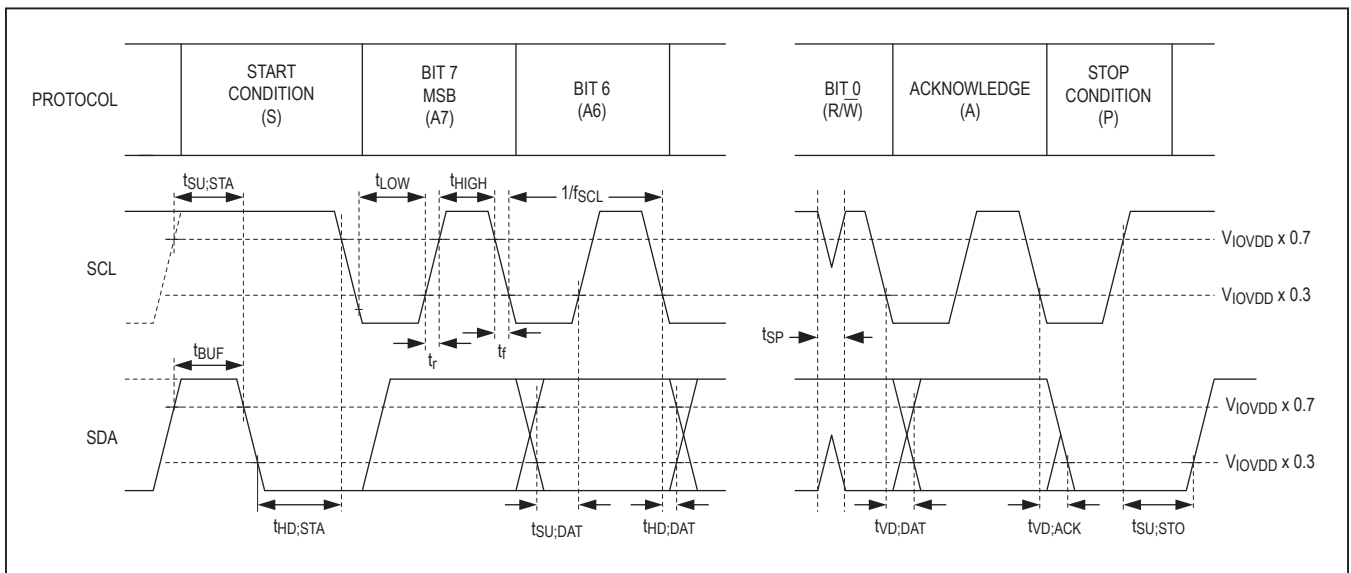 PROTOCOL
START
CONDITION
(S)
BIT 7
MSB
(A7)
BIT 6
(A6)
BIT 0
(R/W̅)
ACKNOWLEDGE
(A)
STOP
CONDITION
(P)
tSU;STA
tLOW
tHIGH
1/fSCL
SCL
VIOVDD x 0.7
VIOVDD x 0.3
tr
tf
tSP
tBUF
SDA
VIOVDD x 0.7
VIOVDD x 0.3
tHD;STA
tSU;DAT
tHD;DAT
tVD;DAT
tVD;ACK
tSU;STO